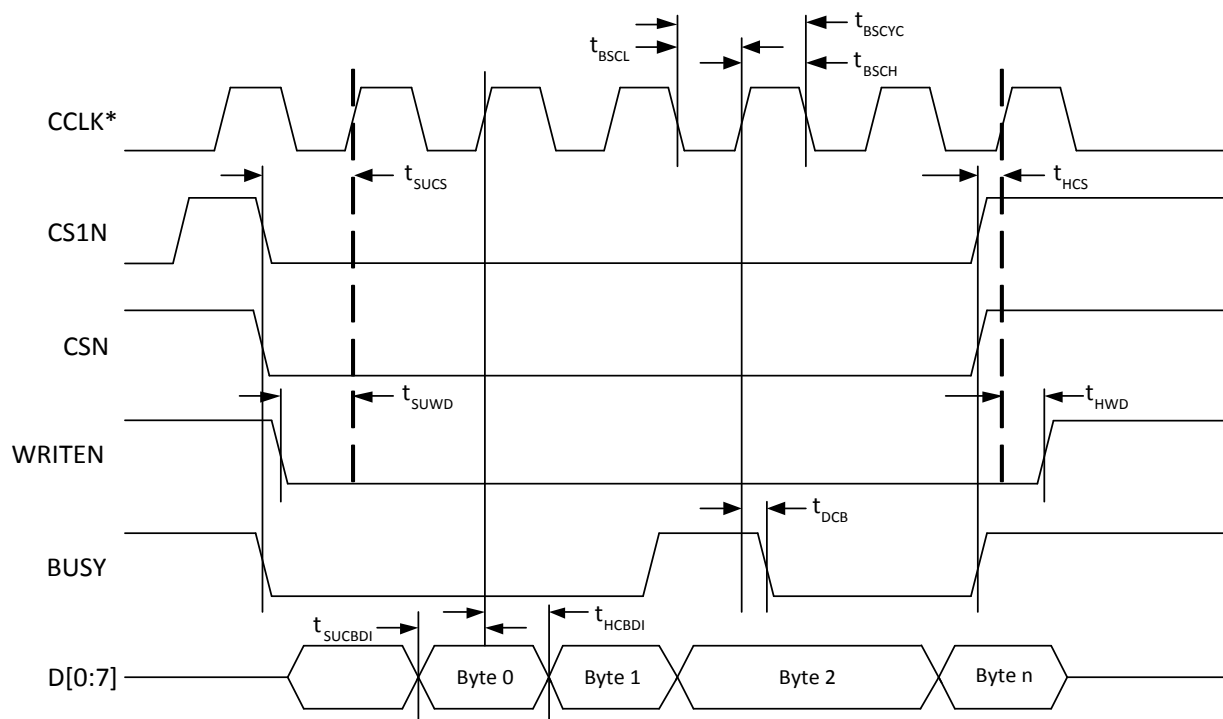 tBSCYC
tBSCL
tBSCH
CCLK*
tSUCS
tHCS
CS1N
CSN
tSUWD
tHWD
WRITEN
tDCB
BUSY
tSUCBDI
tHCBDI
D[0:7]
Byte 0
Byte 1
Byte 2
Byte n